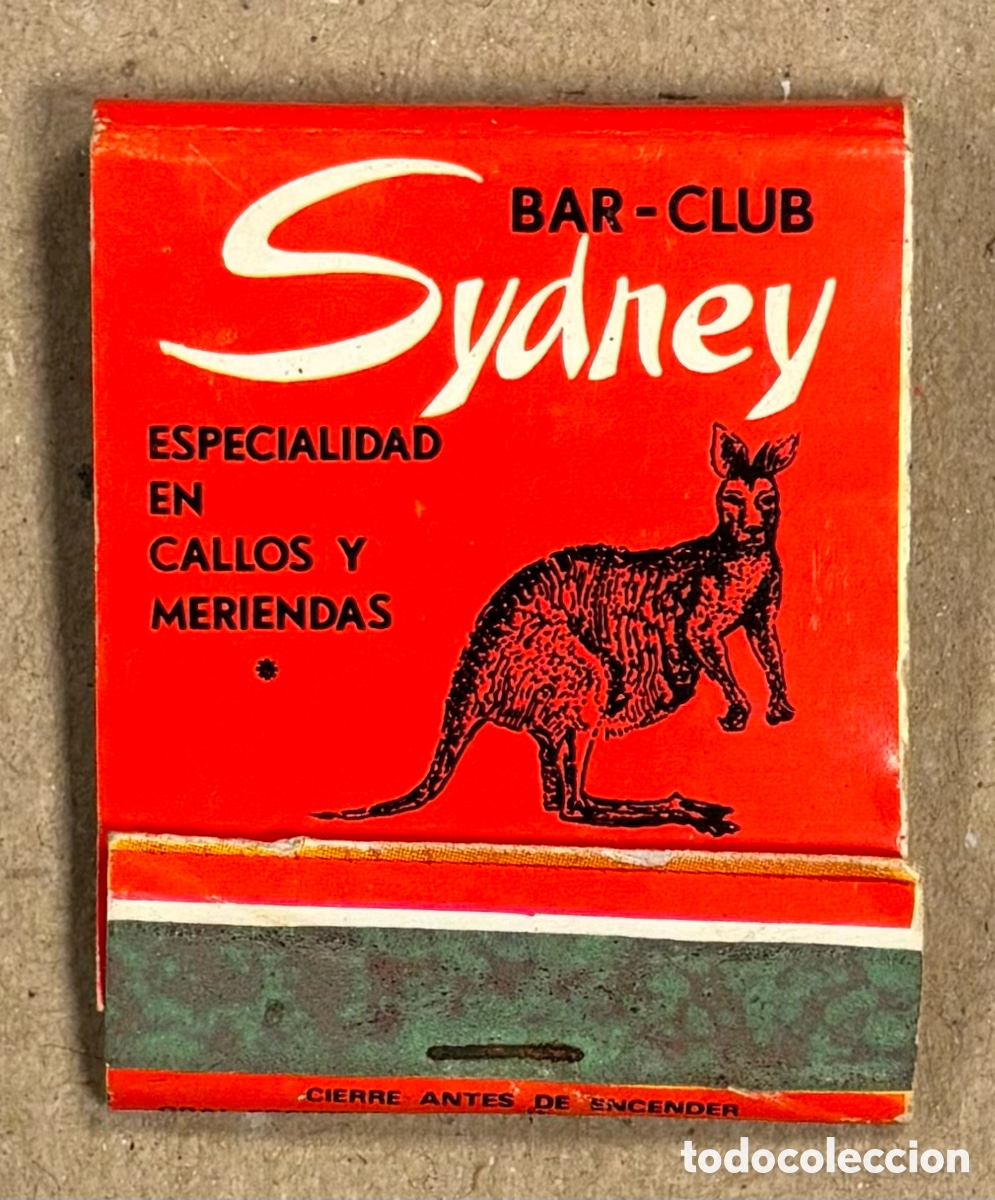 BAR - CLUB
Sydney
ESPECIALIDAD
EN
CALLOS Y
MERIENDAS
*
CIERRE ANTES DE ENCENDER
todocoleccion